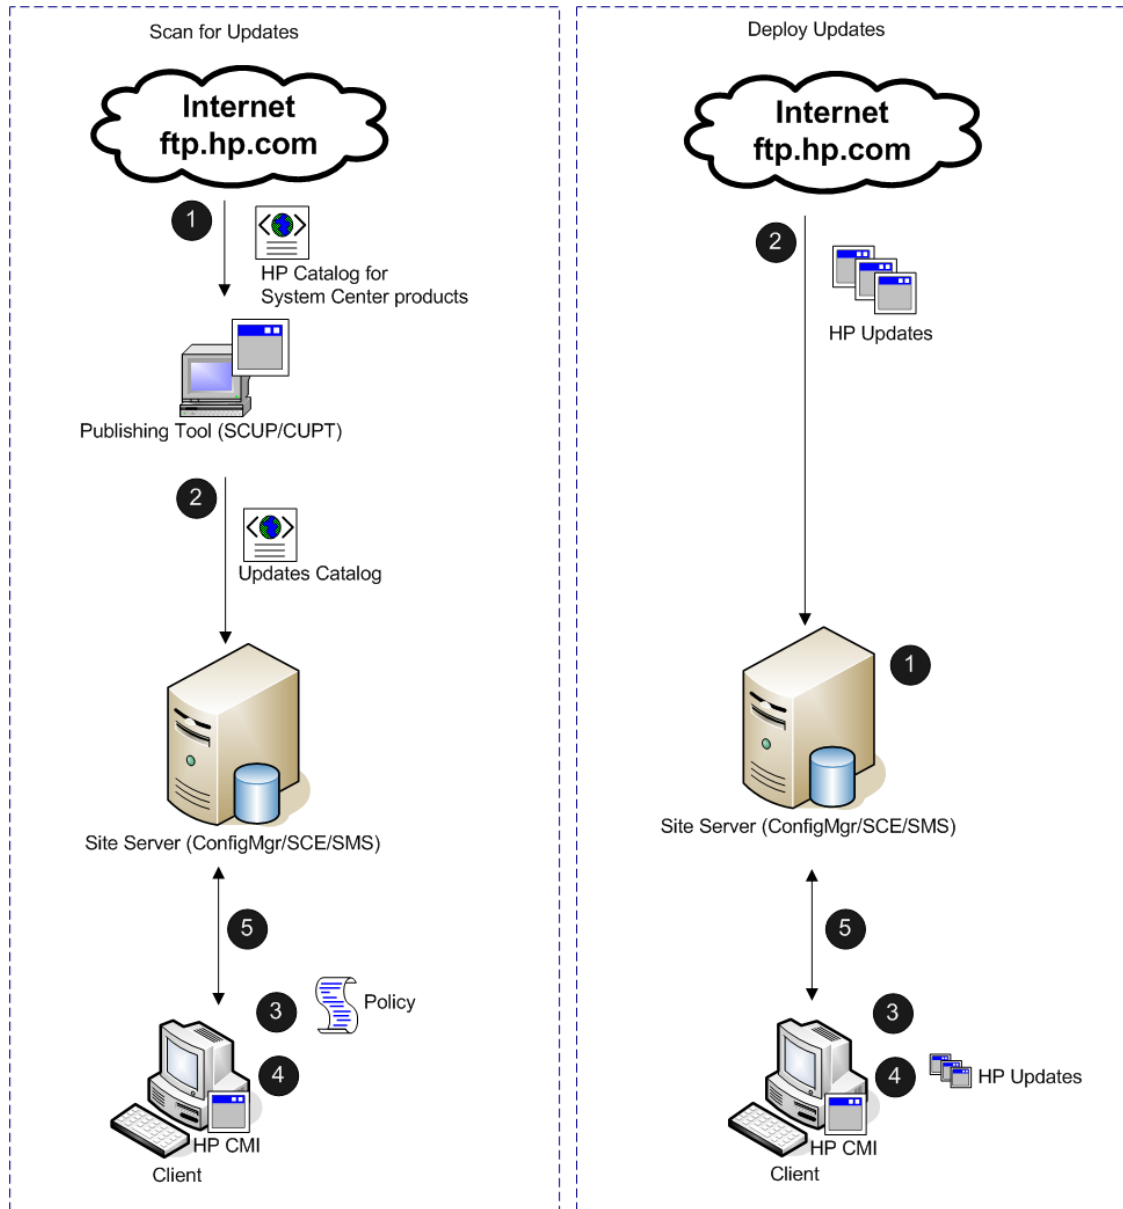 Scan for Updates
Internet
ftp.hp.com
1
HP Catalog for
System Center products
Publishing Tool (SCUP/CUPT)
2
Updates Catalog
Site Server (ConfigMgr/SCE/SMS)
5
3
Policy
4
HP CMI
Client
Deploy Updates
Internet
ftp.hp.com
2
HP Updates
1
Site Server (ConfigMgr/SCE/SMS)
5
3
4
HP Updates
HP CMI
Client